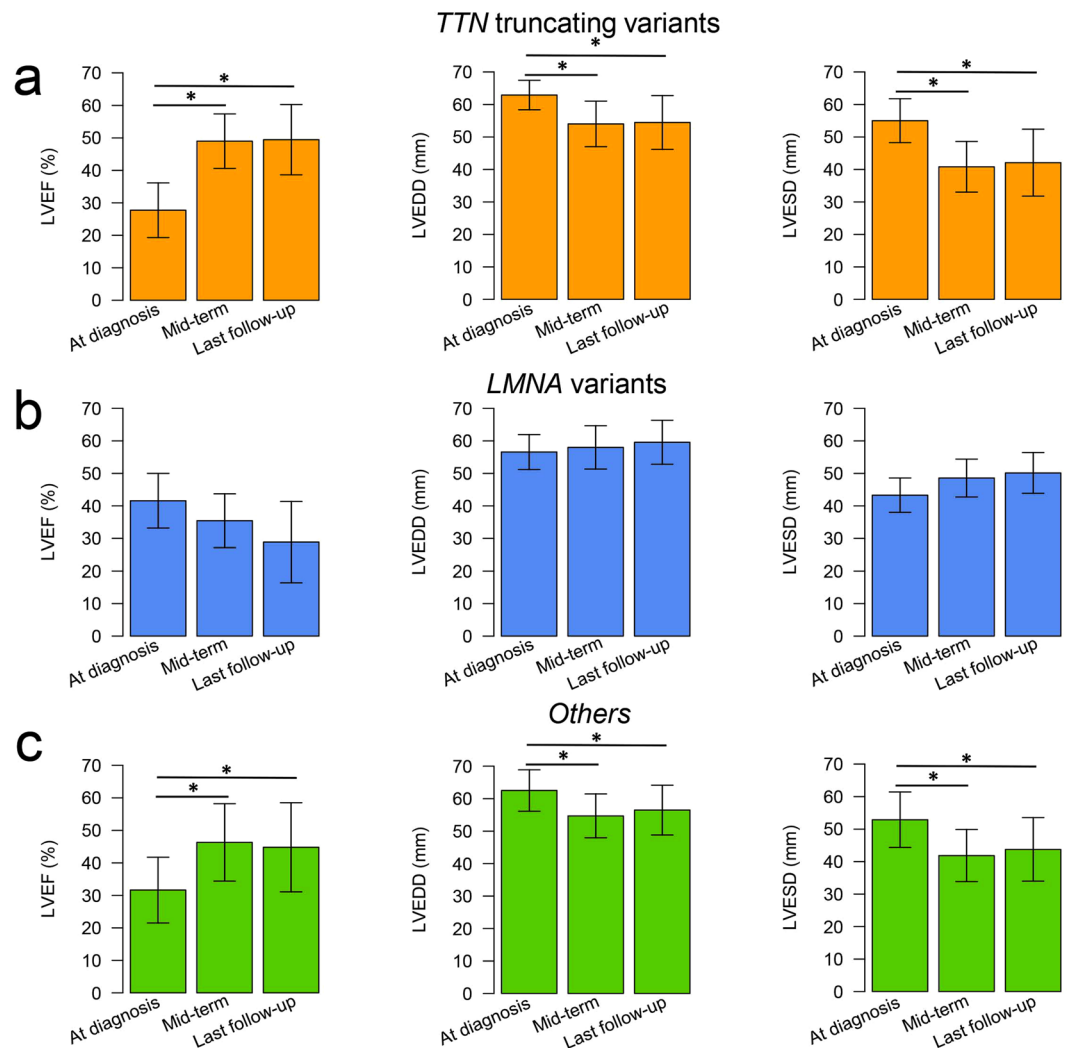 TTN truncating variants
a
LVEF (%)
70
60
50
40
30
20
10
0
* *
At diagnosis
Mid-term
Last follow-up
LVEDD (mm)
70
60
50
40
30
20
10
0
* *
At diagnosis
Mid-term
Last follow-up
LVESD (mm)
70
60
50
40
30
20
10
0
* *
At diagnosis
Mid-term
Last follow-up
LMNA variants
b
LVEF (%)
70
60
50
40
30
20
10
0
At diagnosis
Mid-term
Last follow-up
LVEDD (mm)
70
60
50
40
30
20
10
0
At diagnosis
Mid-term
Last follow-up
LVESD (mm)
70
60
50
40
30
20
10
0
At diagnosis
Mid-term
Last follow-up
Others
c
LVEF (%)
70
60
50
40
30
20
10
0
* *
At diagnosis
Mid-term
Last follow-up
LVEDD (mm)
70
60
50
40
30
20
10
0
* *
At diagnosis
Mid-term
Last follow-up
LVESD (mm)
70
60
50
40
30
20
10
0
* *
At diagnosis
Mid-term
Last follow-up